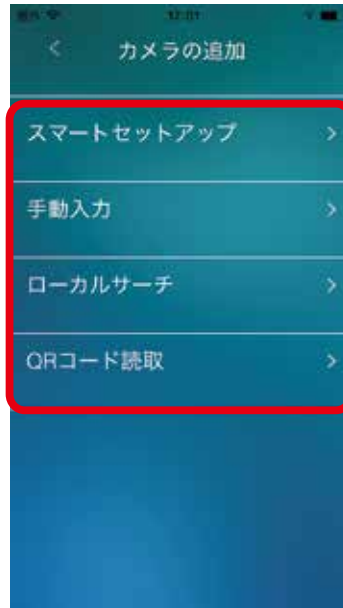 12:01
< カメラの追加
スマートセットアップ >
手動入力 >
ローカルサーチ >
QRコード読取 >